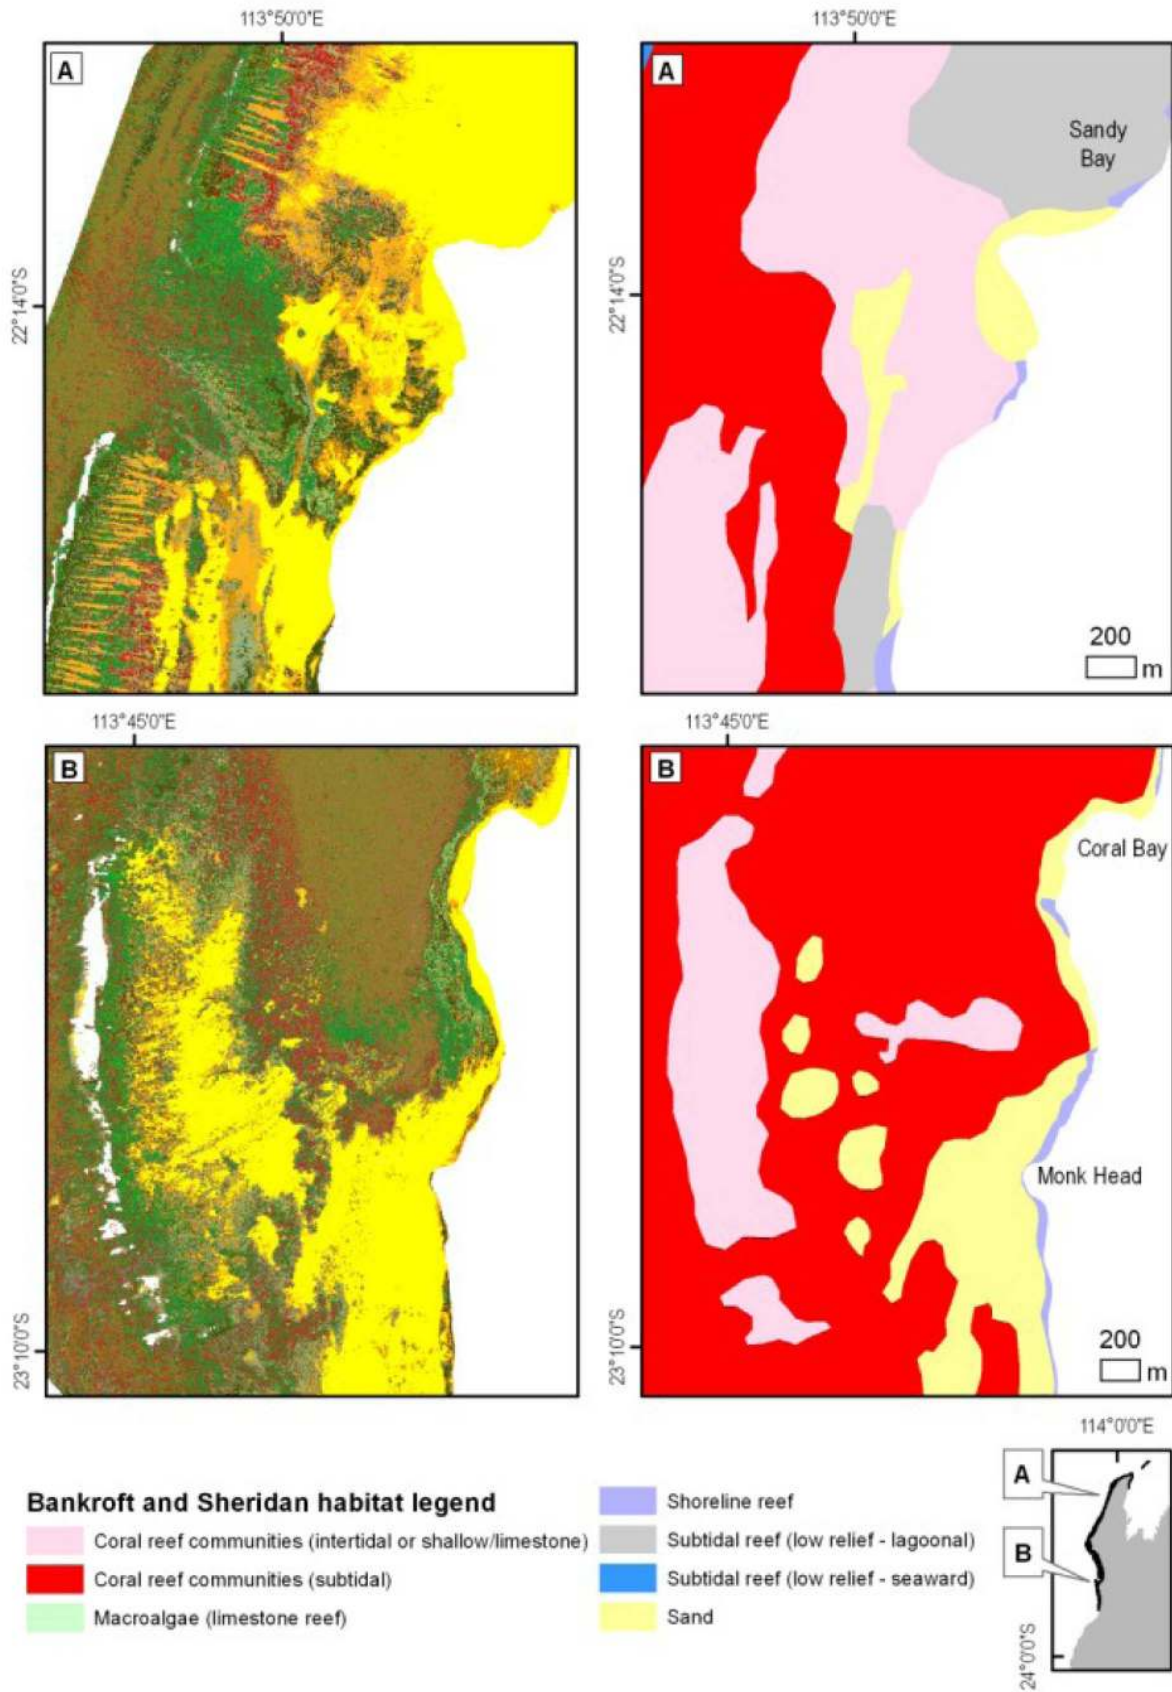 113°50'0"E
113°50'0"E
A
A
Sandy
Bay
22°14'0"S
22°14'0"S
200
m
113°45'0"E
113°45'0"E
B
B
Coral Bay
Monk Head
23°10'0"S
23°10'0"S
200
m
114°0'0"E
A
B
24°0'0"S
Bankroft and Sheridan habitat legend
Coral reef communities (intertidal or shallow/limestone)
Coral reef communities (subtidal)
Macroalgae (limestone reef)
Shoreline reef
Subtidal reef (low relief - lagoonal)
Subtidal reef (low relief - seaward)
Sand